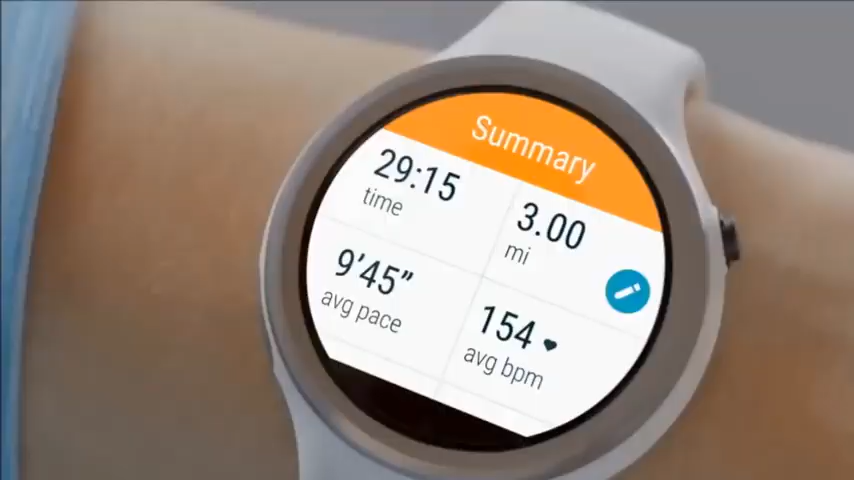 Summary
29:15
time
3.00
mi
9'45”
avg pace
154
avg bpm